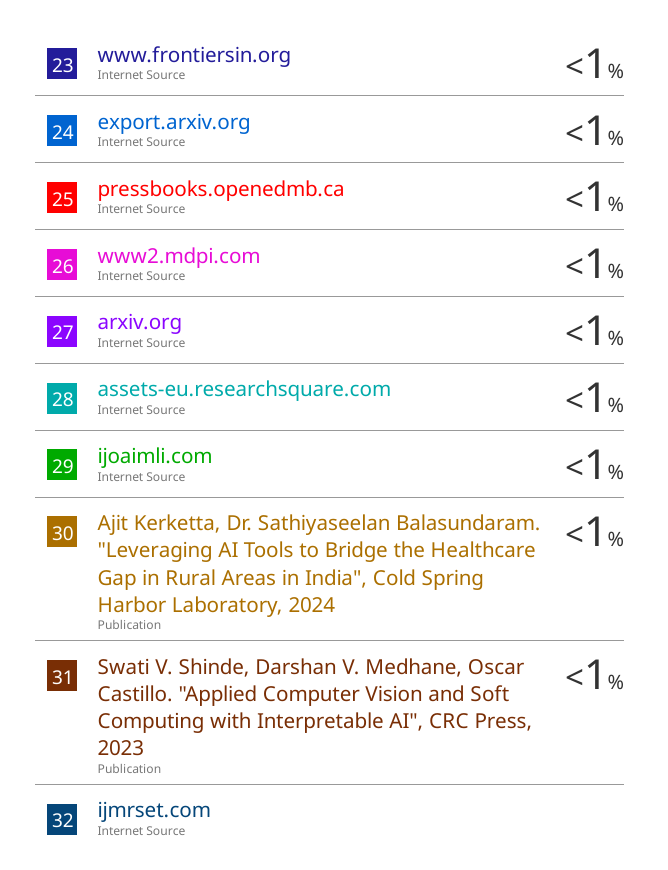 23
www.frontiersin.org
Internet Source
<1%
24
export.arxiv.org
Internet Source
<1%
25
pressbooks.openedmb.ca
Internet Source
<1%
26
www2.mdpi.com
Internet Source
<1%
27
arxiv.org
Internet Source
<1%
28
assets-eu.researchsquare.com
Internet Source
<1%
29
ijoaimli.com
Internet Source
<1%
30
Ajit Kerketta, Dr. Sathiyaseelan Balasundaram.
"Leveraging AI Tools to Bridge the Healthcare
Gap in Rural Areas in India", Cold Spring
Harbor Laboratory, 2024
Publication
<1%
31
Swati V. Shinde, Darshan V. Medhane, Oscar
Castillo. "Applied Computer Vision and Soft
Computing with Interpretable AI", CRC Press,
2023
Publication
<1%
32
ijmrset.com
Internet Source